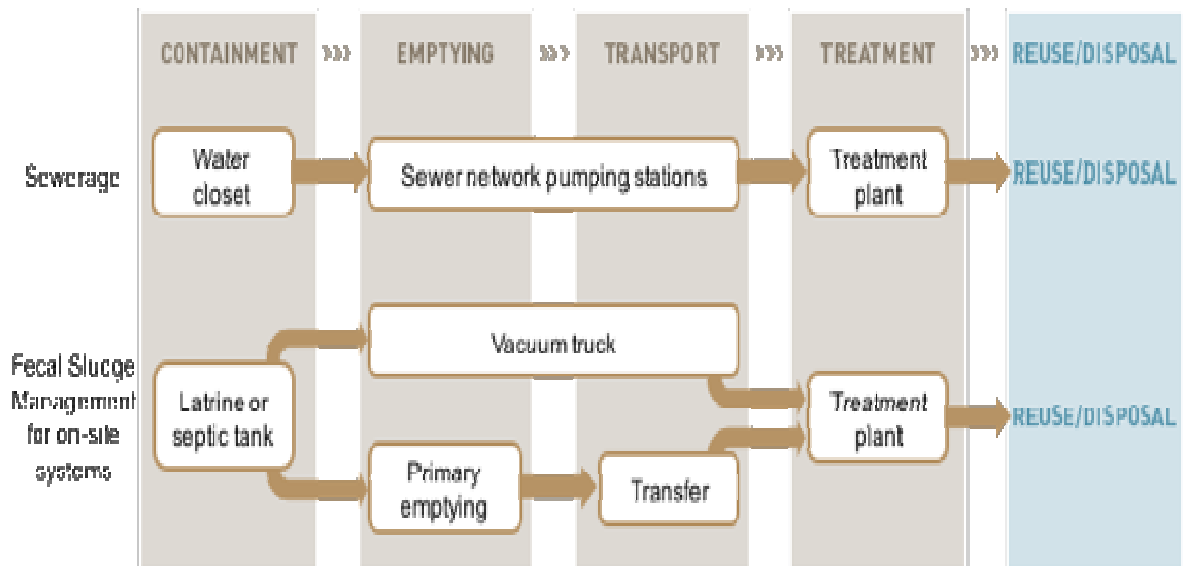 CONTAINMENT »» EMPTYING »» TRANSPORT »» TREATMENT »» REUSE/DISPOSAL
Sewerage
Water
closet
Sewer network pumping stations
Treatment
plant
REUSE/DISPOSAL
Fecal Sludge
Management
for on-site
systems
Latrine or
septic tank
Vacuum truck
Primary
emptying
Transfer
Treatment
plant
REUSE/DISPOSAL